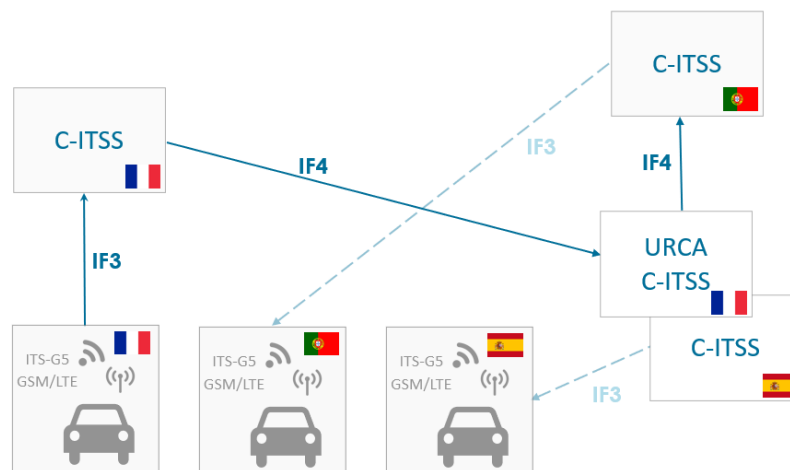 C-ITSS
C-ITSS
IF3
IF4
IF4
URCA
C-ITSS
IF3
ITS-G5
GSM/LTE
ITS-G5
GSM/LTE
ITS-G5
GSM/LTE
C-ITSS
IF3